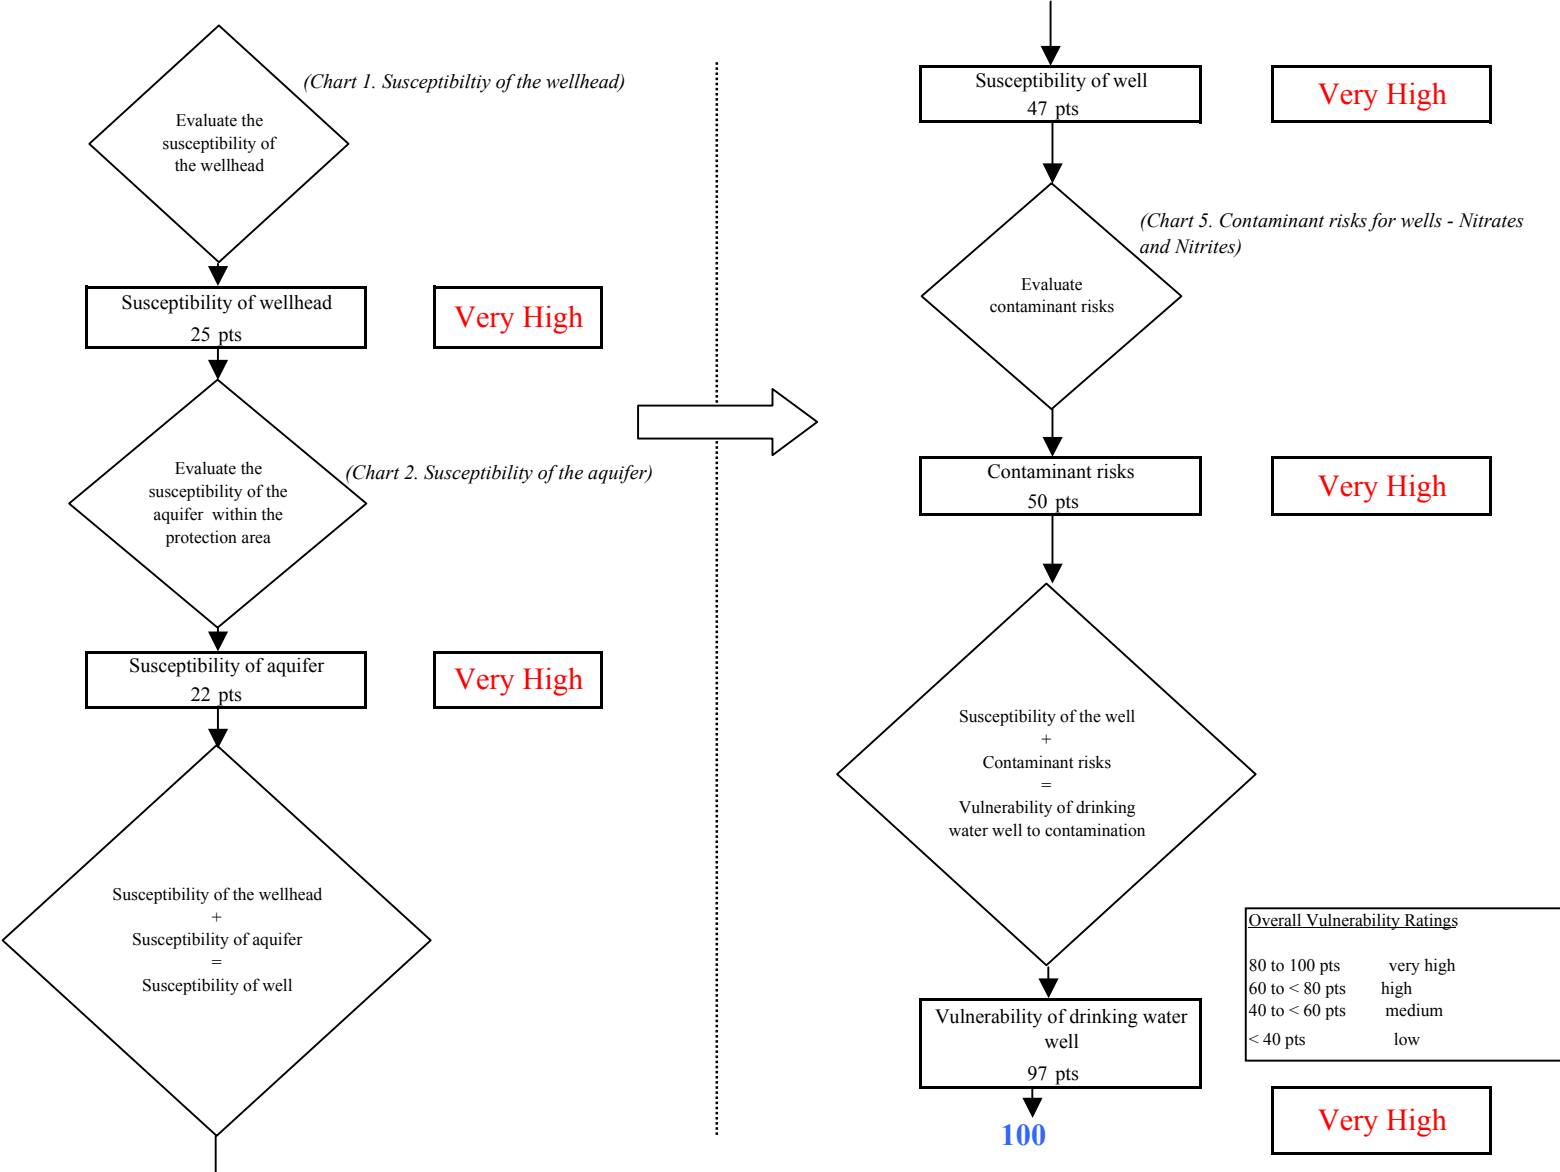 (Chart 1. Susceptibiltiy of the wellhead)
Evaluate the
susceptibility of
the wellhead
Susceptibility of wellhead
25 pts
Very High
Evaluate the
susceptibility of the
aquifer within the
protection area
(Chart 2. Susceptibility of the aquifer)
Susceptibility of aquifer
22 pts
Very High
Susceptibility of the wellhead
+
Susceptibility of aquifer
=
Susceptibility of well
Susceptibility of well
47 pts
Very High
(Chart 5. Contaminant risks for wells - Nitrates
and Nitrites)
Evaluate
contaminant risks
Contaminant risks
50 pts
Very High
Susceptibility of the well
+
Contaminant risks
=
Vulnerability of drinking
water well to contamination
Overall Vulnerability Ratings
80 to 100 pts very high
60 to < 80 pts high
40 to < 60 pts medium
< 40 pts low
Vulnerability of drinking water
well
97 pts
100
Very High